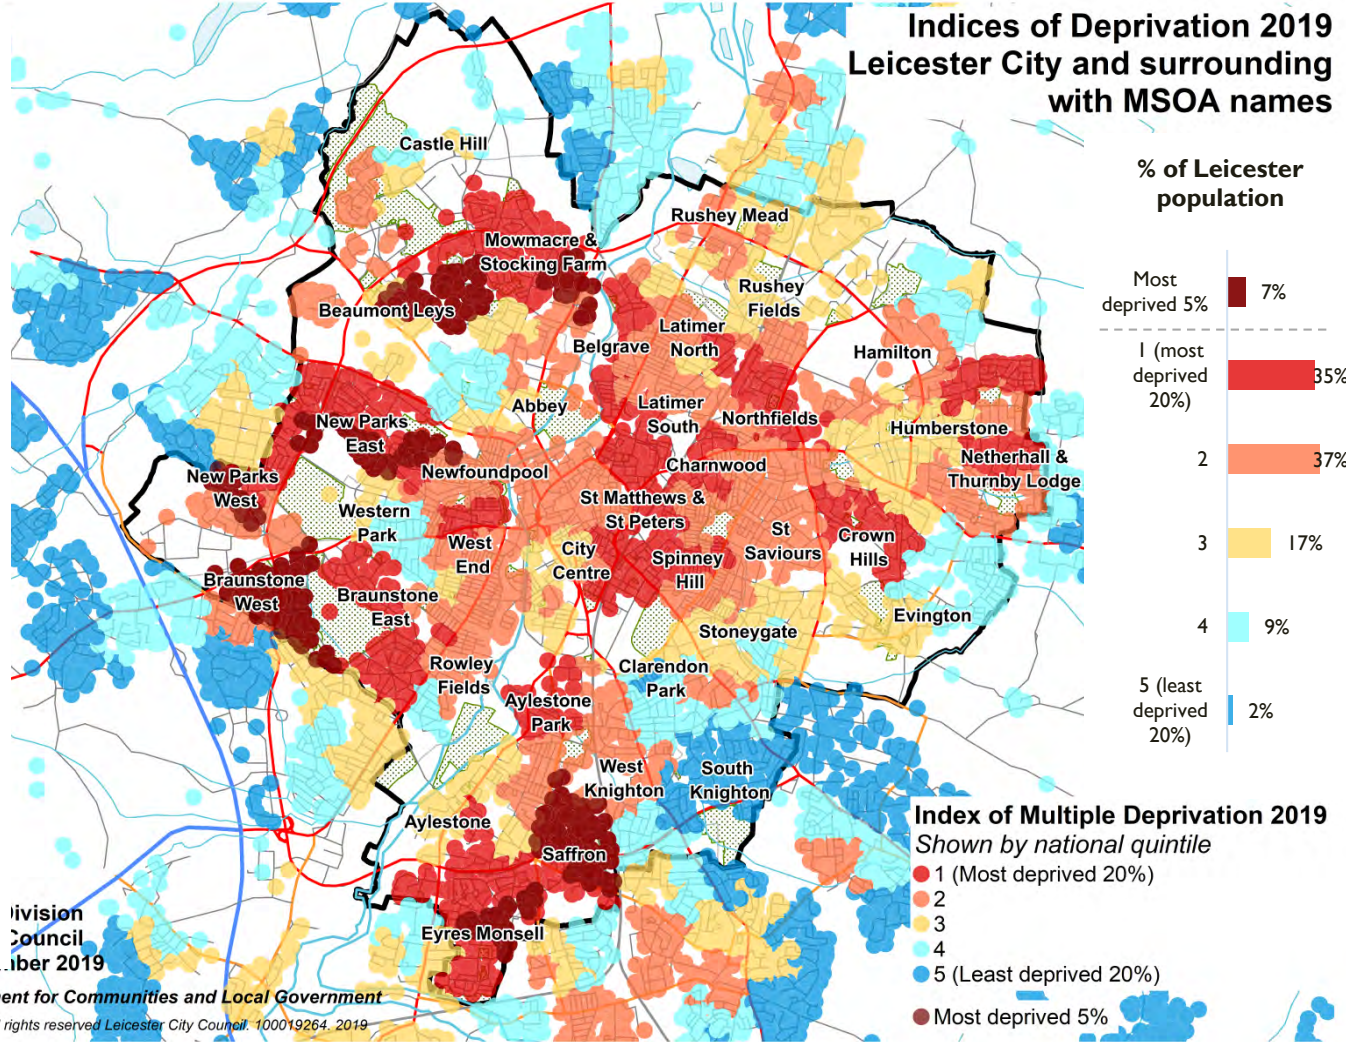 Indices of Deprivation 2019
Leicester City and surrounding
with MSOA names
% of Leicester
population
Most
deprived 5%
7%
1 (most
deprived
20%)
35%
2
37%
3
17%
4
9%
5 (least
deprived
20%)
2%
Castle Hill
Rushey Mead
Mowmacre &
Stocking Farm
Rushey
Fields
Beaumont Leys
Latimer
North
Belgrave
Hamilton
Abbey
Latimer
South
New Parks
East
Northfields
Humberstone
Netherhall &
Thurnby Lodge
Charnwood
Newfoundpool
New Parks
West
St Matthews &
St Peters
Western
Park
St
Saviours
Crown
Hills
West
End
City
Centre
Spinney
Hill
Braunstone
West
Braunstone
East
Evington
Stoneygate
Rowley
Fields
Clarendon
Park
Aylestone
Park
West
Knighton
South
Knighton
Aylestone
Saffron
Eyres Monsell
Index of Multiple Deprivation 2019
Shown by national quintile
1 (Most deprived 20%)
2
3
4
5 (Least deprived 20%)
Most deprived 5%
Division
Council
ber 2019
ent for Communities and Local Government
rights reserved Leicester City Council. 100019264. 2019